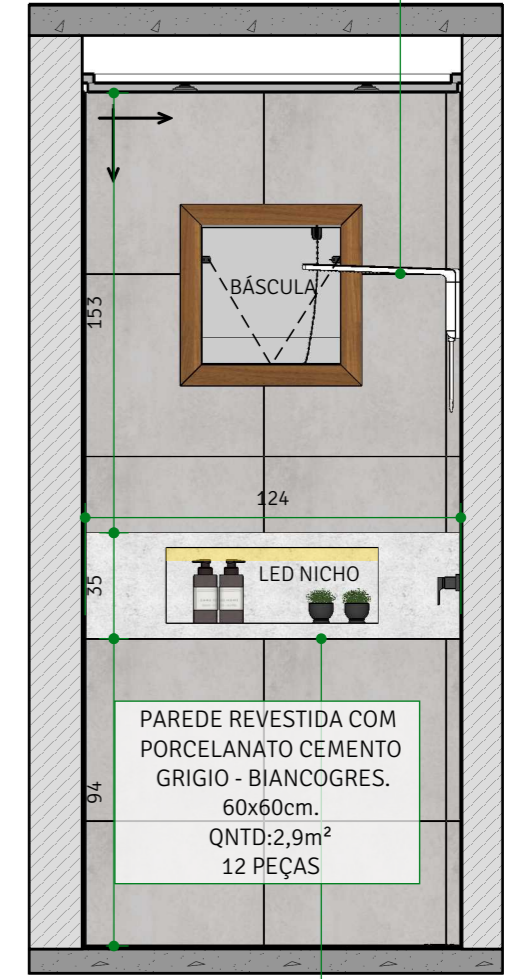 153
BÁSCULA
124
35
LED NICHO
94
PAREDE REVESTIDA COM
PORCELANATO CEMENTO
GRIGIO - BIANCOGRES.
60x60cm.
QNTD:2,9m²
12 PEÇAS